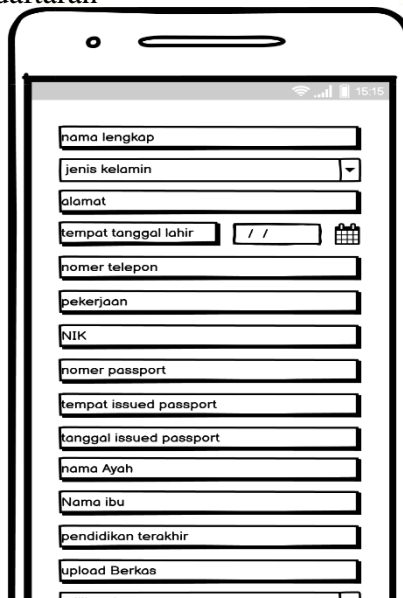 15:15
nama lengkap
jenis kelamin
alamat
tempat tanggal lahir / /
nomer telepon
pekerjaan
NIK
nomer passport
tempat issued passport
tanggal issued passport
nama Ayah
Nama ibu
pendidikan terakhir
upload Berkas